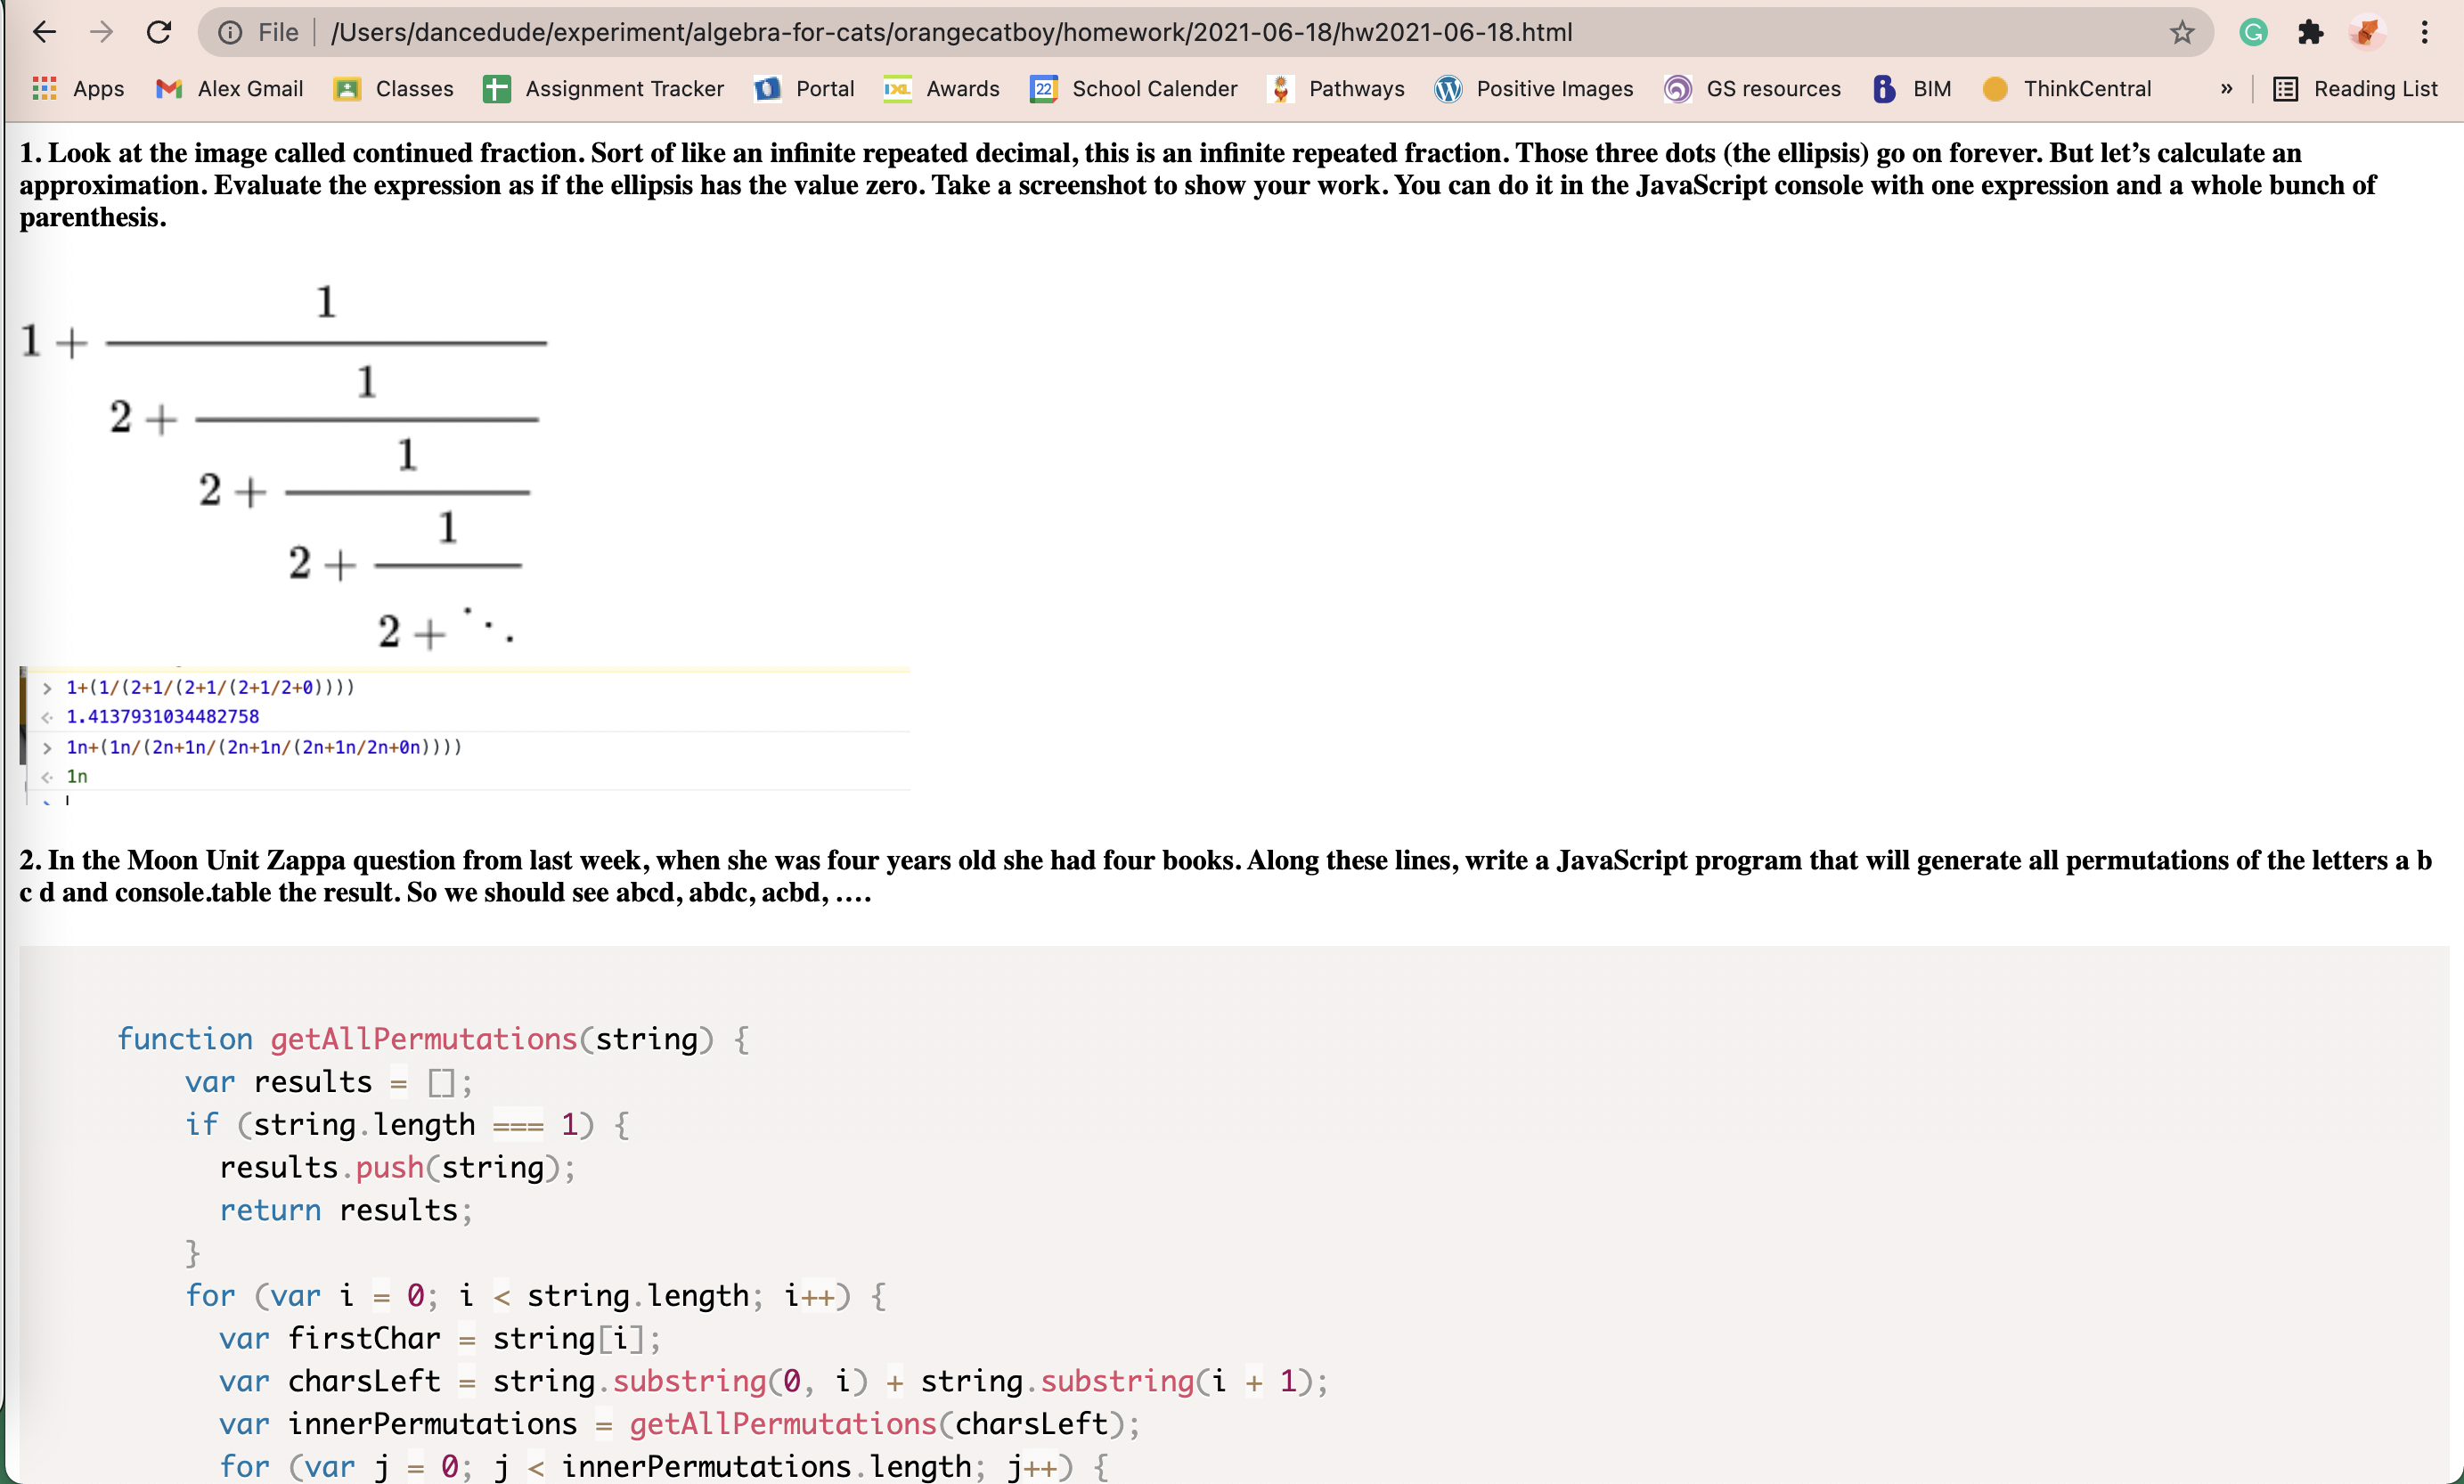 File /Users/dancedude/experiment/algebra-for-cats/orangecatboy/homework/2021-06-18/hw2021-06-18.html
Apps Alex Gmail Classes Assignment Tracker Portal IXL Awards 22 School Calender Pathways Positive Images GS resources BIM ThinkCentral » Reading List
1. Look at the image called continued fraction. Sort of like an infinite repeated decimal, this is an infinite repeated fraction. Those three dots (the ellipsis) go on forever. But let’s calculate an
approximation. Evaluate the expression as if the ellipsis has the value zero. Take a screenshot to show your work. You can do it in the JavaScript console with one expression and a whole bunch of
parenthesis.
1
1 +
1
2 +
1
2 +
1
2 +
2 + ⋱
> 1+(1/(2+1/(2+1/(2+1/2+0))))
1.4137931034482758
> 1n+(1n/(2n+1n/(2n+1n/(2n+1n/2n+0n))))
1n
2. In the Moon Unit Zappa question from last week, when she was four years old she had four books. Along these lines, write a JavaScript program that will generate all permutations of the letters a b
c d and console.table the result. So we should see abcd, abdc, acbd, ….
function getAllPermutations(string) {
var results = [];
if (string.length === 1) {
results.push(string);
return results;
}
for (var i = 0; i < string.length; i++) {
var firstChar = string[i];
var charsLeft = string.substring(0, i) + string.substring(i + 1);
var innerPermutations = getAllPermutations(charsLeft);
for (var j = 0; j < innerPermutations.length; j++) {